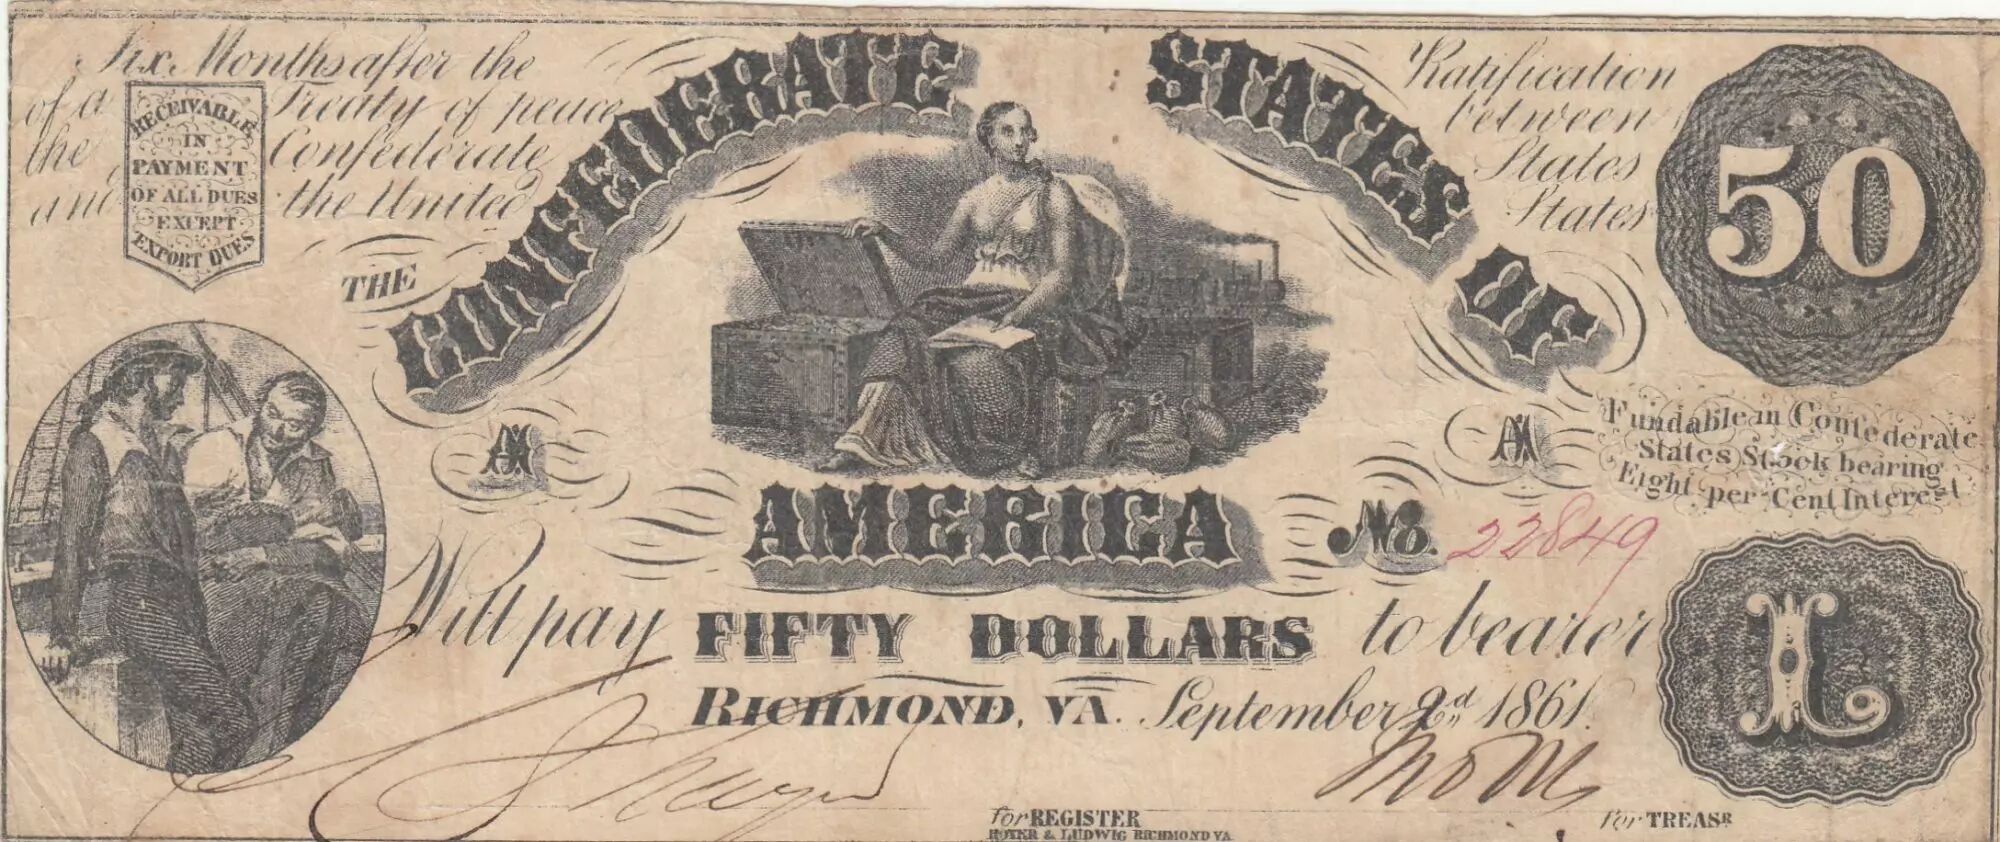 Six Months after the
of a Treaty of peace
the Confederate
and the United
RECEIVABLE
IN
PAYMENT
OF ALL DUES
EXCEPT
EXPORT DUES
Ratification
between
States
States
THE
CONFEDERATE STATES OF
AMERICA
50
A
A
Fundable in Confederate
States Stock bearing
Eight per Cent Interest
No. 22849
Will pay FIFTY DOLLARS to bearer
RICHMOND, VA. September 2d 1861.
L
for REGISTER
for TREASR
HOYER & LUDWIG RICHMOND VA